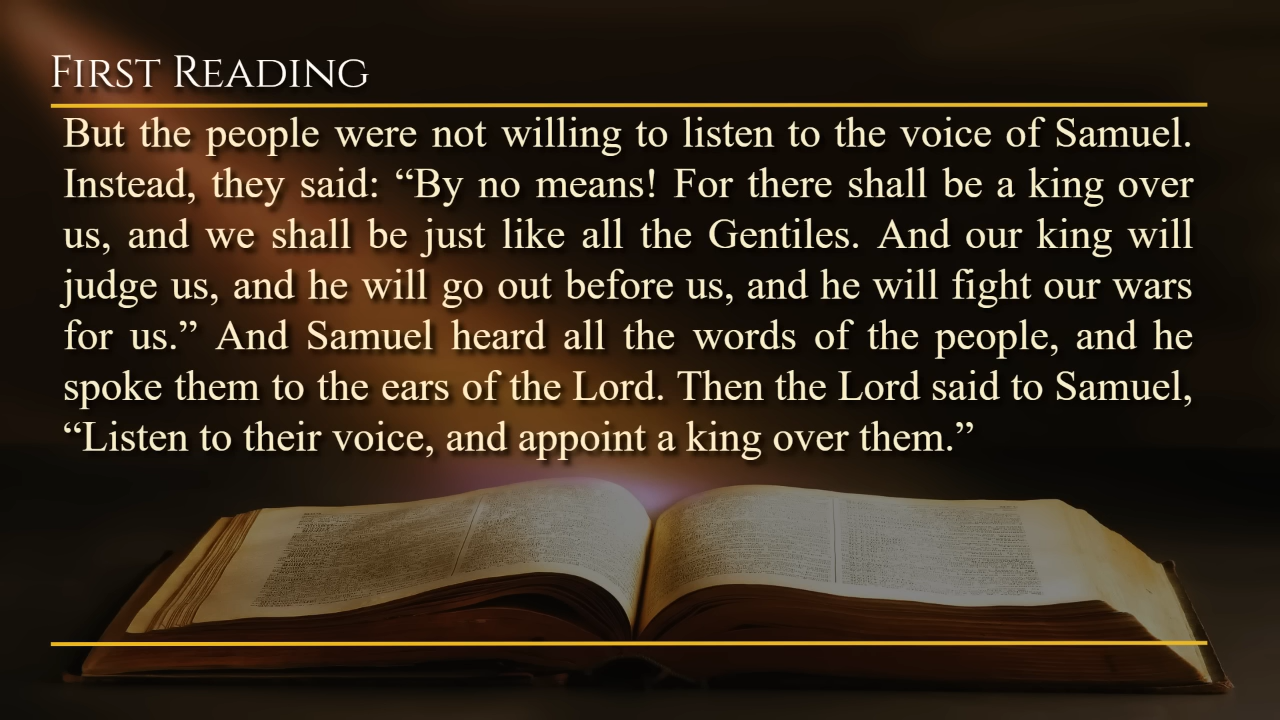 First Reading
But the people were not willing to listen to the voice of Samuel.
Instead, they said: “By no means! For there shall be a king over
us, and we shall be just like all the Gentiles. And our king will
judge us, and he will go out before us, and he will fight our wars
for us.” And Samuel heard all the words of the people, and he
spoke them to the ears of the Lord. Then the Lord said to Samuel,
“Listen to their voice, and appoint a king over them.”